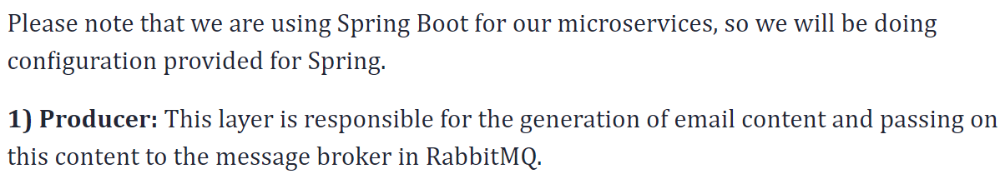 Please note that we are using Spring Boot for our microservices, so we will be doing
configuration provided for Spring.
1) Producer: This layer is responsible for the generation of email content and passing on
this content to the message broker in RabbitMQ.